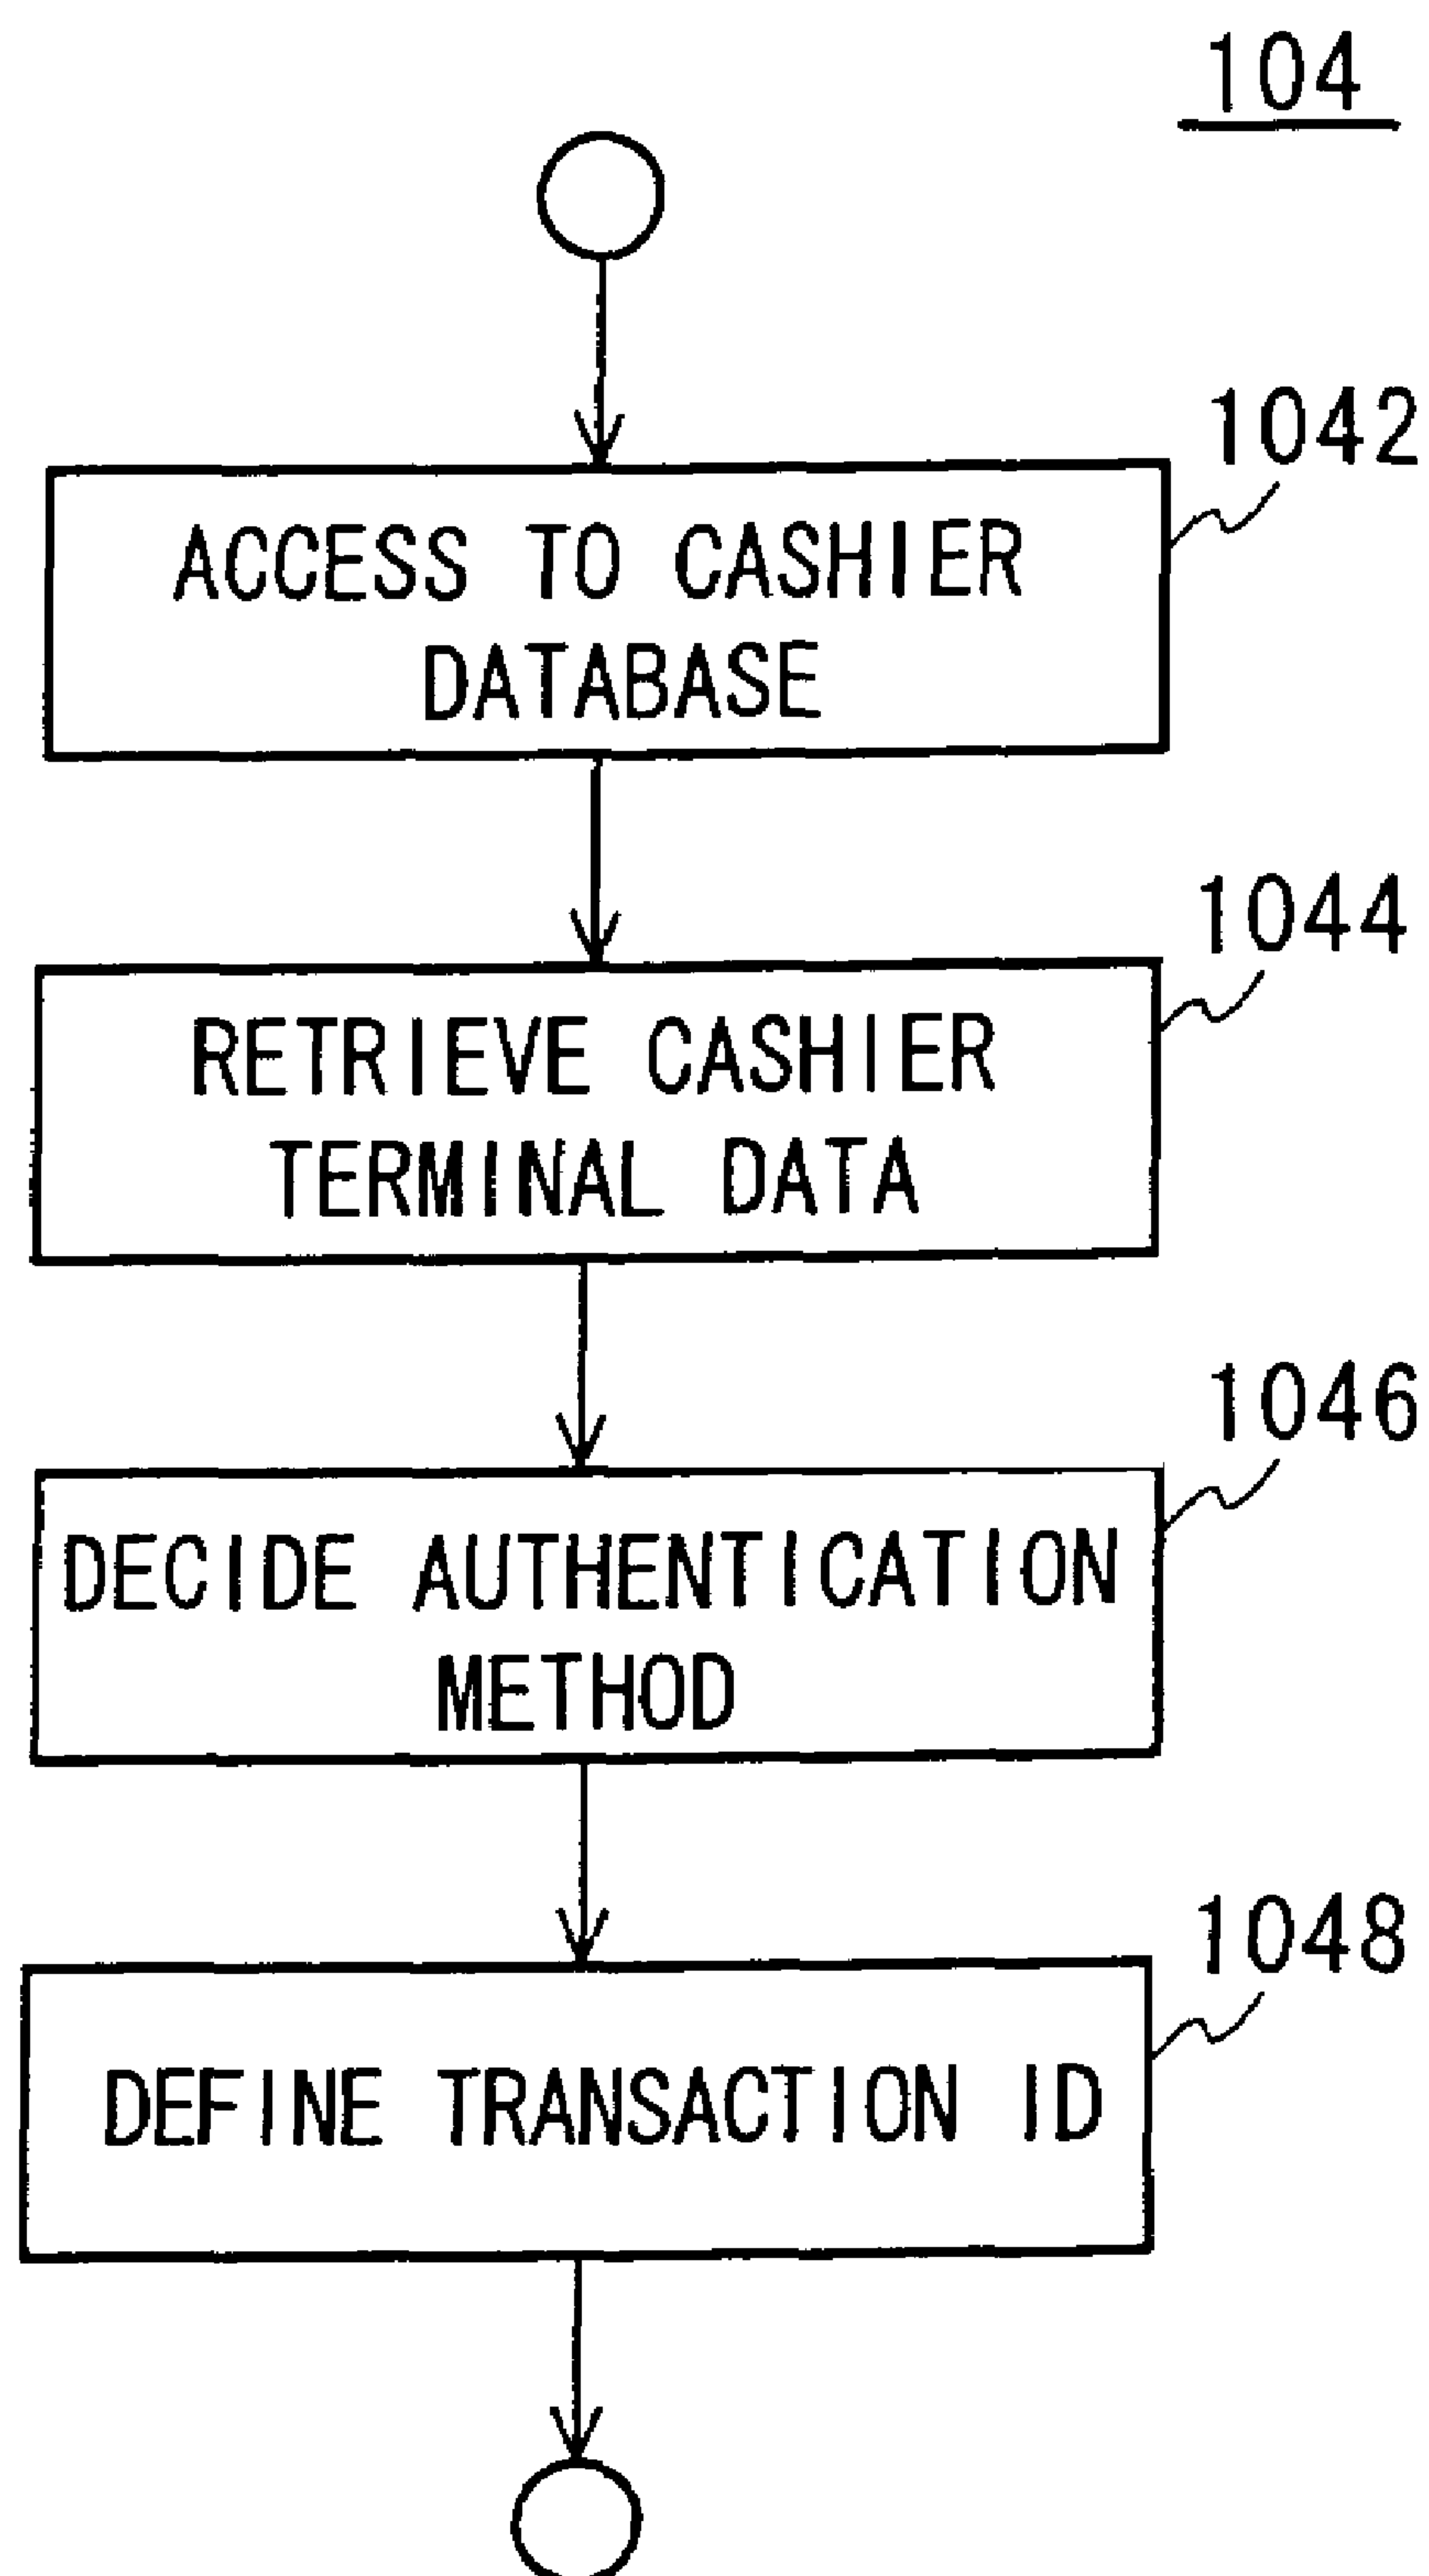 104
1042
ACCESS TO CASHIER
DATABASE
1044
RETRIEVE CASHIER
TERMINAL DATA
1046
DECIDE AUTHENTICATION
METHOD
1048
DEFINE TRANSACTION ID